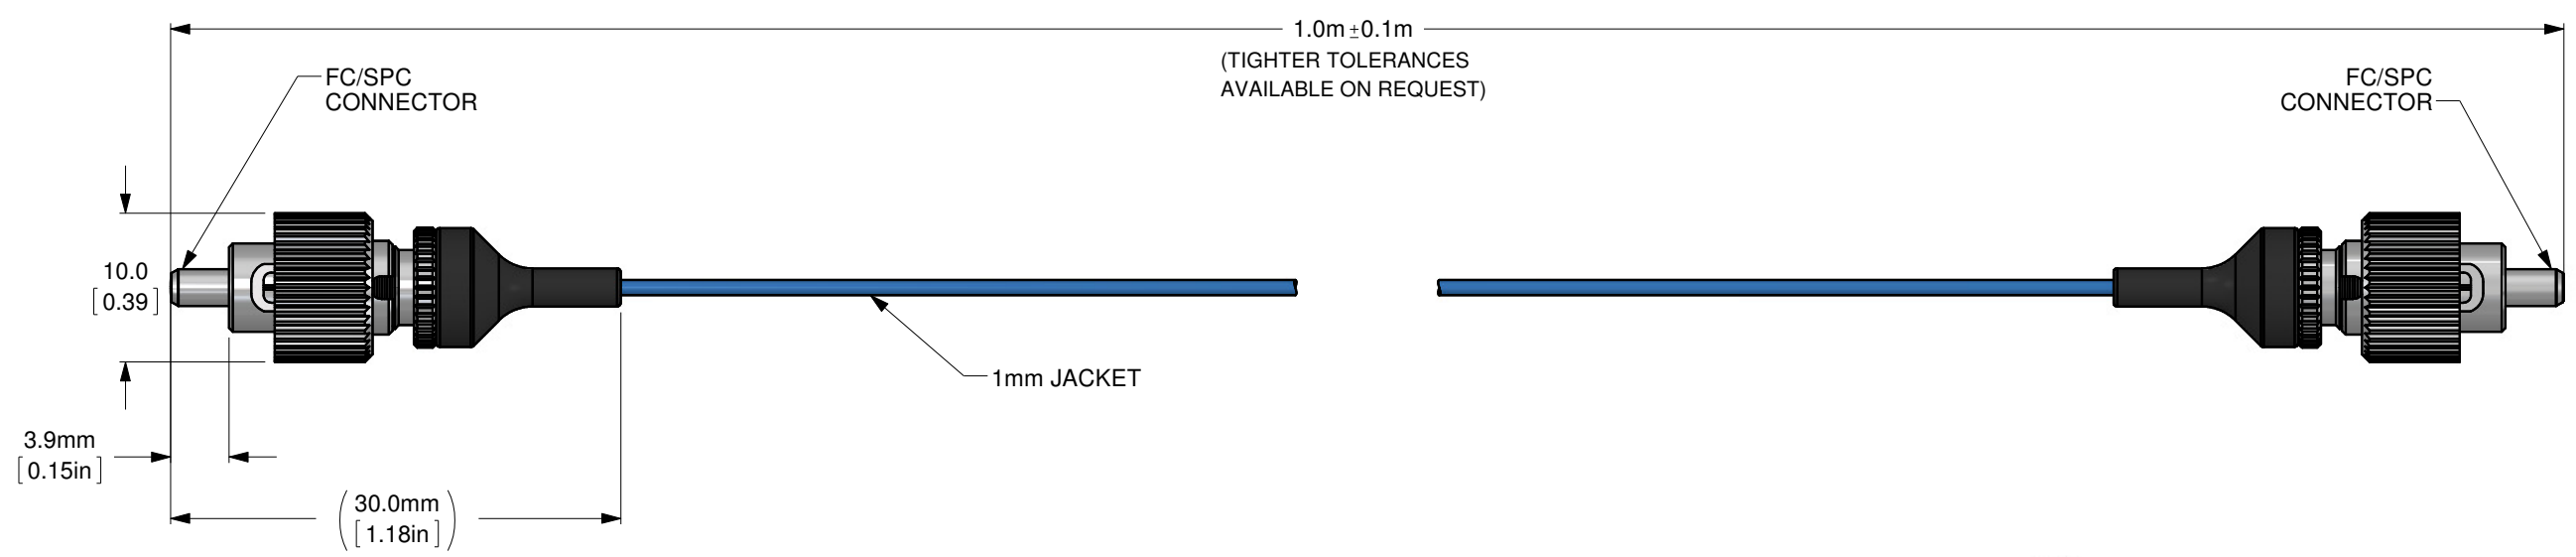 1.0m ±0.1m
(TIGHTER TOLERANCES
AVAILABLE ON REQUEST)
FC/SPC
CONNECTOR
FC/SPC
CONNECTOR
10.0
[0.39]
1mm JACKET
3.9mm
[0.15in]
(30.0mm
[1.18in])